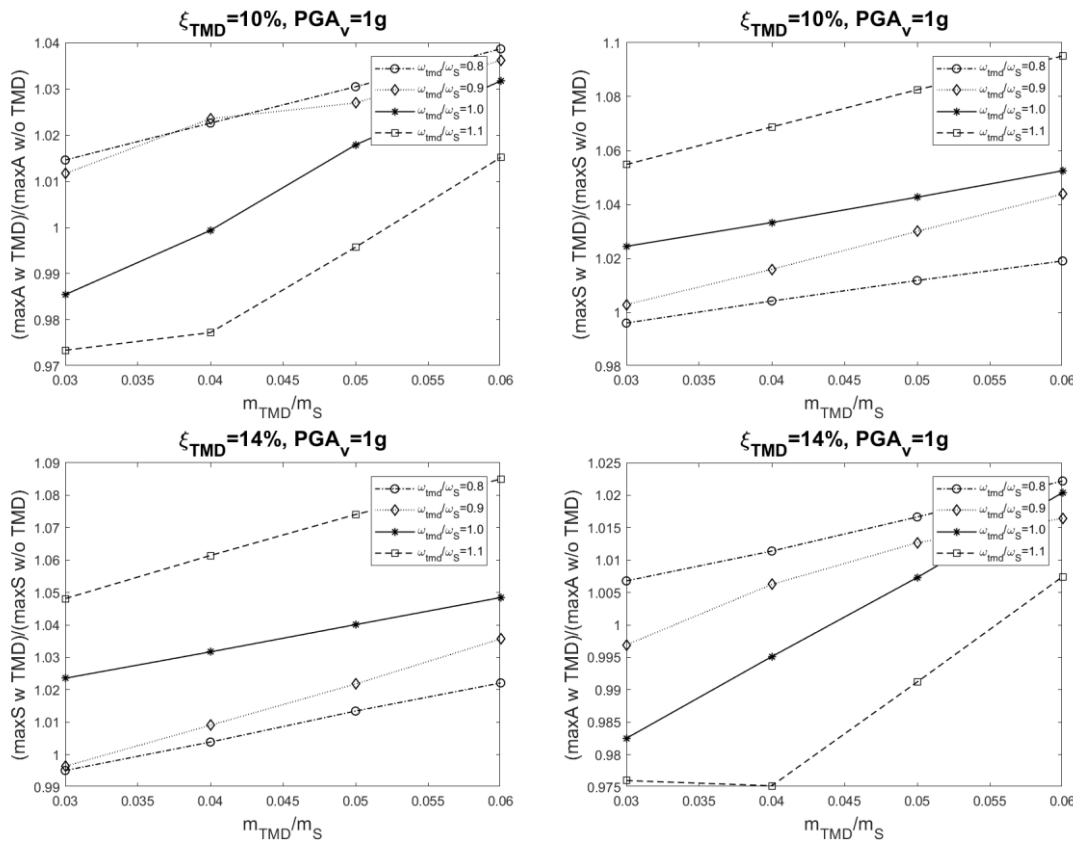 ξTMD=10%, PGAv=1g
(maxA w TMD)/(maxA w/o TMD)
1.04
1.03
1.02
1.01
1
0.99
0.98
0.97
0.03
0.035
0.04
0.045
0.05
0.055
0.06
mTMD/mS
ωtmd/ωS=0.8
ωtmd/ωS=0.9
ωtmd/ωS=1.0
ωtmd/ωS=1.1
ξTMD=10%, PGAv=1g
(maxS w TMD)/(maxS w/o TMD)
1.1
1.08
1.06
1.04
1.02
1
0.98
0.03
0.035
0.04
0.045
0.05
0.055
0.06
mTMD/mS
ωtmd/ωS=0.8
ωtmd/ωS=0.9
ωtmd/ωS=1.0
ωtmd/ωS=1.1
ξTMD=14%, PGAv=1g
(maxS w TMD)/(maxS w/o TMD)
1.09
1.08
1.07
1.06
1.05
1.04
1.03
1.02
1.01
1
0.99
0.03
0.035
0.04
0.045
0.05
0.055
0.06
mTMD/mS
ωtmd/ωS=0.8
ωtmd/ωS=0.9
ωtmd/ωS=1.0
ωtmd/ωS=1.1
ξTMD=14%, PGAv=1g
(maxA w TMD)/(maxA w/o TMD)
1.025
1.02
1.015
1.01
1.005
1
0.995
0.99
0.985
0.98
0.975
0.03
0.035
0.04
0.045
0.05
0.055
0.06
mTMD/mS
ωtmd/ωS=0.8
ωtmd/ωS=0.9
ωtmd/ωS=1.0
ωtmd/ωS=1.1